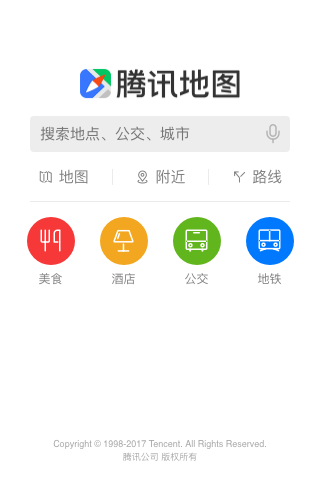 腾讯地图
搜索地点、公交、城市
地图 附近 路线
美食 酒店 公交 地铁
Copyright © 1998-2017 Tencent. All Rights Reserved.
腾讯公司 版权所有